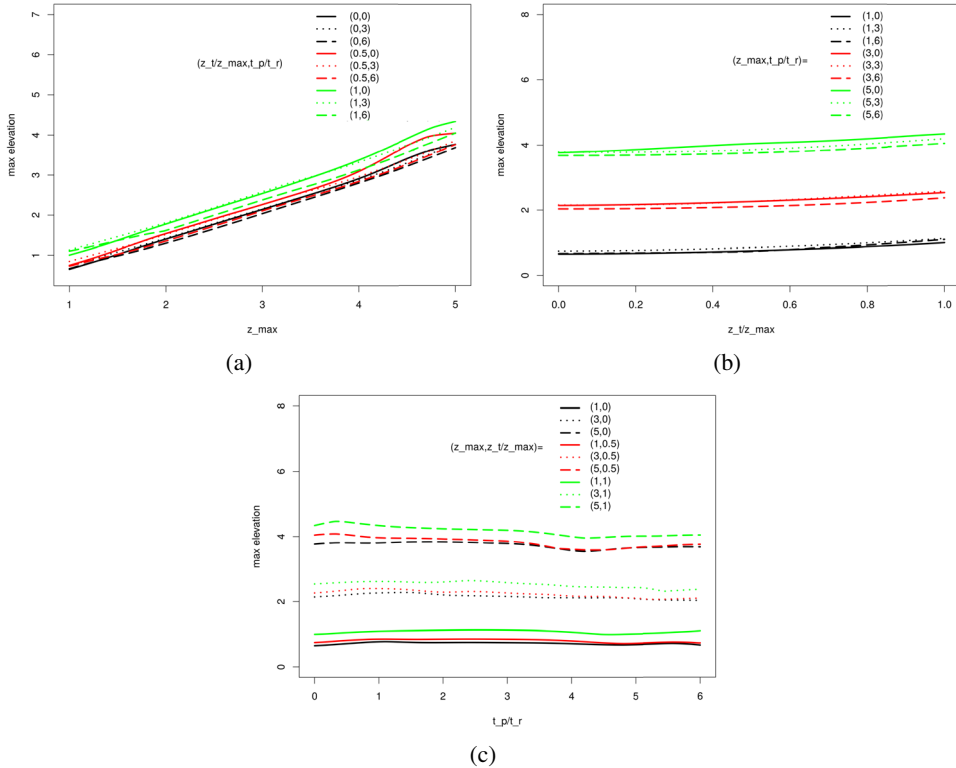 (z_t/z_max,t_p/t_r)
(0,0)
(0,3)
(0,6)
(0.5,0)
(0.5,3)
(0.5,6)
(1,0)
(1,3)
(1,6)
max elevation
7
6
5
4
3
2
1
1 2 3 4 5
z_max
(a)
(z_max,t_p/t_r)=
(1,0)
(1,3)
(1,6)
(3,0)
(3,3)
(3,6)
(5,0)
(5,3)
(5,6)
max elevation
8
6
4
2
0
0.0 0.2 0.4 0.6 0.8 1.0
z_t/z_max
(b)
(z_max,z_t/z_max)=
(1,0)
(3,0)
(5,0)
(1,0.5)
(3,0.5)
(5,0.5)
(1,1)
(3,1)
(5,1)
max elevation
8
6
4
2
0
0 1 2 3 4 5 6
t_p/t_r
(c)